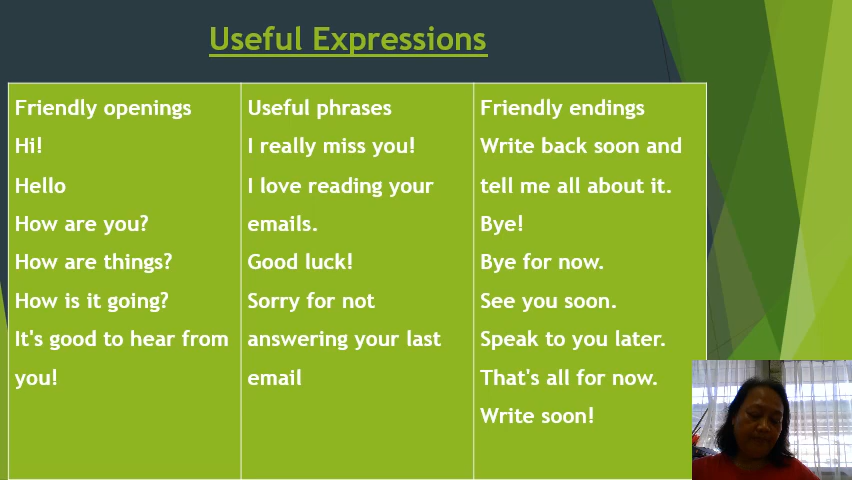 Useful Expressions
Friendly openings
Hi!
Hello
How are you?
How are things?
How is it going?
It's good to hear from
you!
Useful phrases
I really miss you!
I love reading your
emails.
Good luck!
Sorry for not
answering your last
email
Friendly endings
Write back soon and
tell me all about it.
Bye!
Bye for now.
See you soon.
Speak to you later.
That's all for now.
Write soon!